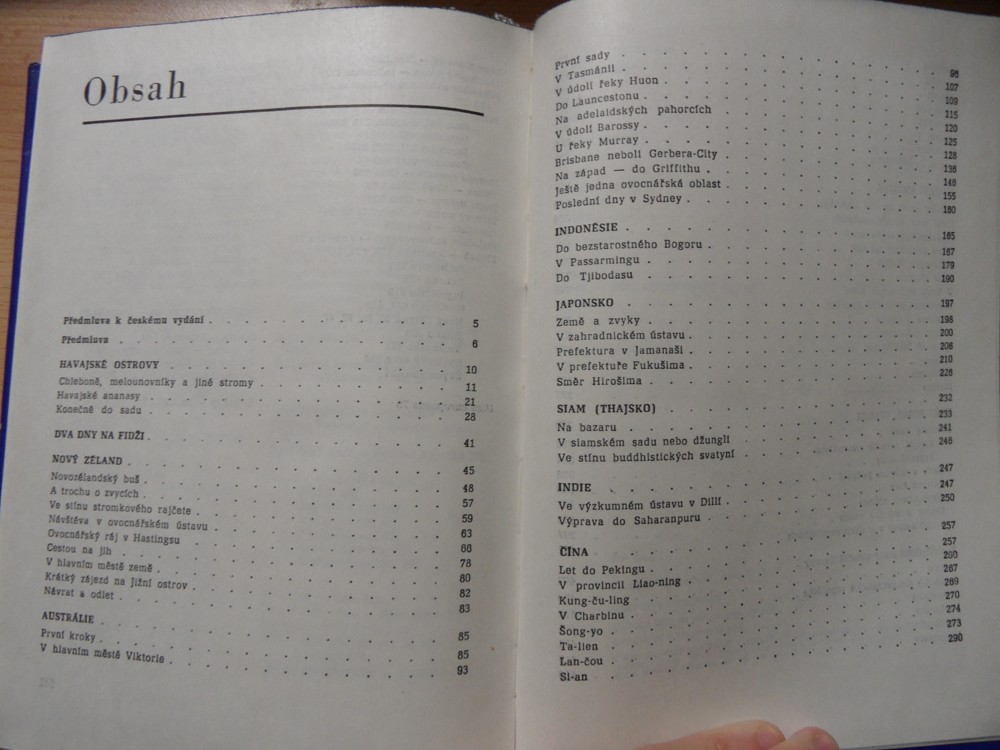 Obsah
Předmluva k českému vydání . . . 5
Předmluva . . . 6
HAVAJSKÉ OSTROVY . . . 10
Chlebovně, melounovníky a jiné stromy . . . 11
Havajské ananasy . . . 21
Konečně do sadu . . . 28
DVA DNY NA FIDŽI . . . 41
NOVÝ ZÉLAND . . . 45
Novozélandský buš . . . 48
A trochu o zvycích . . . 57
Ve stínu stromkového rajčete . . . 59
Návštěva v ovocnářském ústavu . . . 63
Ovocnářský ráj v Hastingsu . . . 66
Cestou na jih . . . 78
V hlavním městě země . . . 80
Krátký zájezd na Jižní ostrov . . . 82
Návrat a odlet . . . 83
AUSTRÁLIE . . . 85
První kroky . . . 85
V hlavním městě Viktorie . . . 93
První sady . . . 98
V Tasmánii . . . 107
V údolí řeky Huon . . . 109
Do Launcestonu . . . 115
Na adelaidských pahorcích . . . 120
V údolí Barossy . . . 125
U řeky Murray . . . 128
Brisbane neboli Gerbera-City . . . 136
Na západ — do Griffithu . . . 148
Ještě jedna ovocnářská oblast . . . 155
Poslední dny v Sydney . . . 160
INDONÉSIE . . . 165
Do bezstarostného Bogoru . . . 167
V Passarmingu . . . 179
Do Tjibodasu . . . 190
JAPONSKO . . . 197
Země a zvyky . . . 198
V zahradnickém ústavu . . . 200
Prefektura v Jamanaši . . . 206
V prefektuře Fukušima . . . 210
Směr Hirošima . . . 226
SIAM (THAJSKO) . . . 232
Na bazaru . . . 233
V siamském sadu nebo džungli . . . 241
Ve stínu buddhistických svatyní . . . 246
INDIE . . . 247
Ve výzkumném ústavu v Dillí . . . 247
Výprava do Saharanpuru . . . 250
ČÍNA . . . 257
Let do Pekingu . . . 257
V provincii Liao-ning . . . 260
Kung-ču-ling . . . 267
V Charbinu . . . 269
Šong-yo . . . 270
Ta-lien . . . 274
Lan-čou . . . 273
Si-an . . . 290